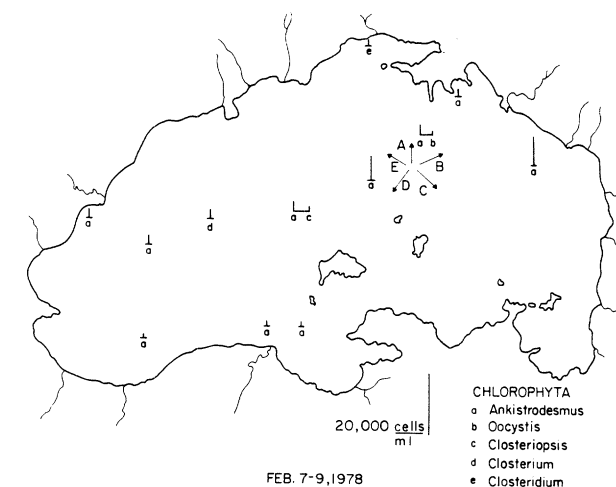 e
a
a b
A
E B
D C
a
a
a
a
d
a c
a
a
a
a
20,000 cells
ml
CHLOROPHYTA
a Ankistrodesmus
b Oocystis
c Closteriopsis
d Closterium
e Closteridium
FEB. 7-9, 1978